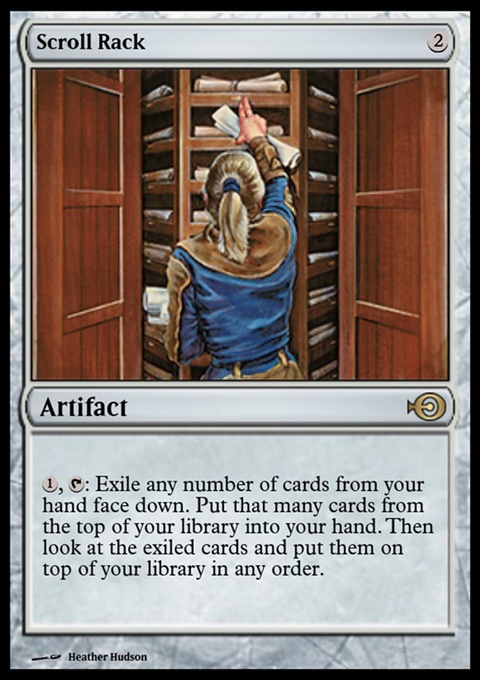 Scroll Rack 2
Artifact
1, : Exile any number of cards from your
hand face down. Put that many cards from
the top of your library into your hand. Then
look at the exiled cards and put them on
top of your library in any order.
Heather Hudson